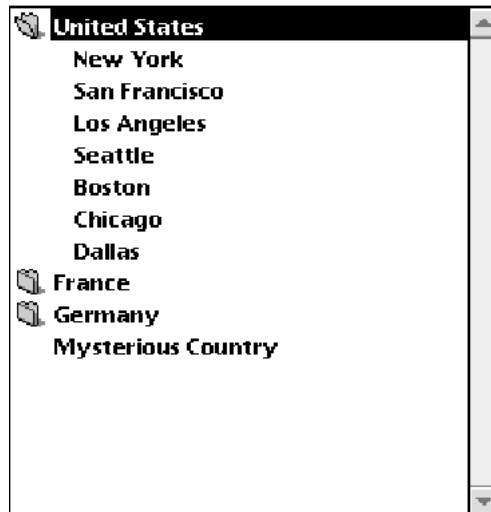 United States
New York
San Francisco
Los Angeles
Seattle
Boston
Chicago
Dallas
France
Germany
Mysterious Country